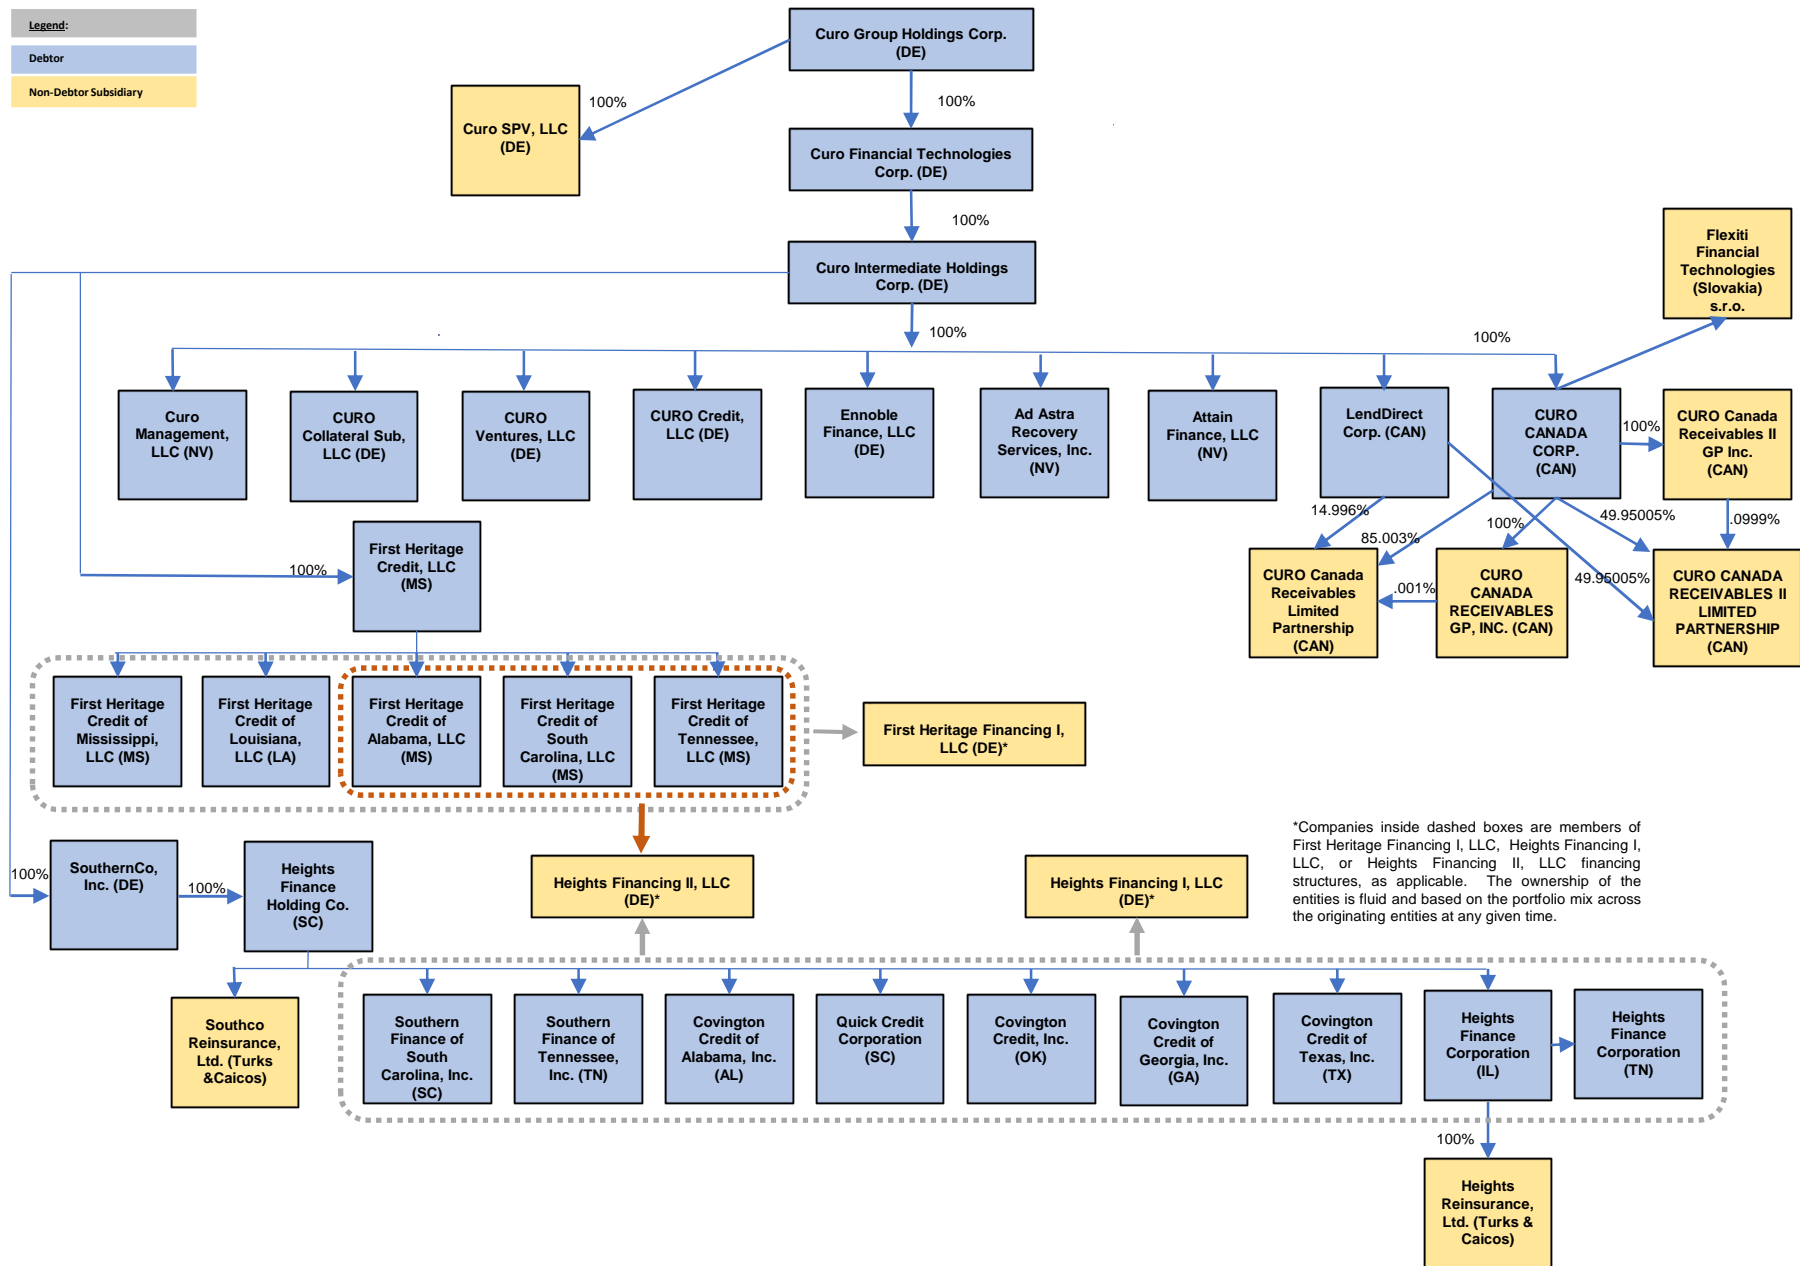 Legend:
Debtor
Non-Debtor Subsidiary
Curo Group Holdings Corp.
(DE)
100%
100%
Curo SPV, LLC
(DE)
Curo Financial Technologies
Corp. (DE)
100%
Curo Intermediate Holdings
Corp. (DE)
Flexiti
Financial
Technologies
(Slovakia)
s.r.o.
100%
100%
Curo
Management,
LLC (NV)
CURO
Collateral Sub,
LLC (DE)
CURO
Ventures, LLC
(DE)
CURO Credit,
LLC (DE)
Ennoble
Finance, LLC
(DE)
Ad Astra
Recovery
Services, Inc.
(NV)
Attain
Finance, LLC
(NV)
LendDirect
Corp. (CAN)
CURO
CANADA
CORP.
(CAN)
100%
CURO Canada
Receivables II
GP Inc.
(CAN)
14.996%
85.003%
100%
49.95005%
.0999%
49.95005%
CURO Canada
Receivables
Limited
Partnership
(CAN)
.001%
CURO
CANADA
RECEIVABLES
GP, INC. (CAN)
CURO CANADA
RECEIVABLES II
LIMITED
PARTNERSHIP
(CAN)
100%
First Heritage
Credit, LLC
(MS)
First Heritage
Credit of
Mississippi,
LLC (MS)
First Heritage
Credit of
Louisiana,
LLC (LA)
First Heritage
Credit of
Alabama, LLC
(MS)
First Heritage
Credit of
South
Carolina, LLC
(MS)
First Heritage
Credit of
Tennessee,
LLC (MS)
First Heritage Financing I,
LLC (DE)*
*Companies inside dashed boxes are members of
First Heritage Financing I, LLC, Heights Financing I,
LLC, or Heights Financing II, LLC financing
structures, as applicable. The ownership of the
entities is fluid and based on the portfolio mix across
the originating entities at any given time.
100%
SouthernCo,
Inc. (DE)
100%
Heights
Finance
Holding Co.
(SC)
Heights Financing II, LLC
(DE)*
Heights Financing I, LLC
(DE)*
Southco
Reinsurance,
Ltd. (Turks
&Caicos)
Southern
Finance of
South
Carolina, Inc.
(SC)
Southern
Finance of
Tennessee,
Inc. (TN)
Covington
Credit of
Alabama, Inc.
(AL)
Quick Credit
Corporation
(SC)
Covington
Credit, Inc.
(OK)
Covington
Credit of
Georgia, Inc.
(GA)
Covington
Credit of
Texas, Inc.
(TX)
Heights
Finance
Corporation
(IL)
Heights
Finance
Corporation
(TN)
100%
Heights
Reinsurance,
Ltd. (Turks &
Caicos)